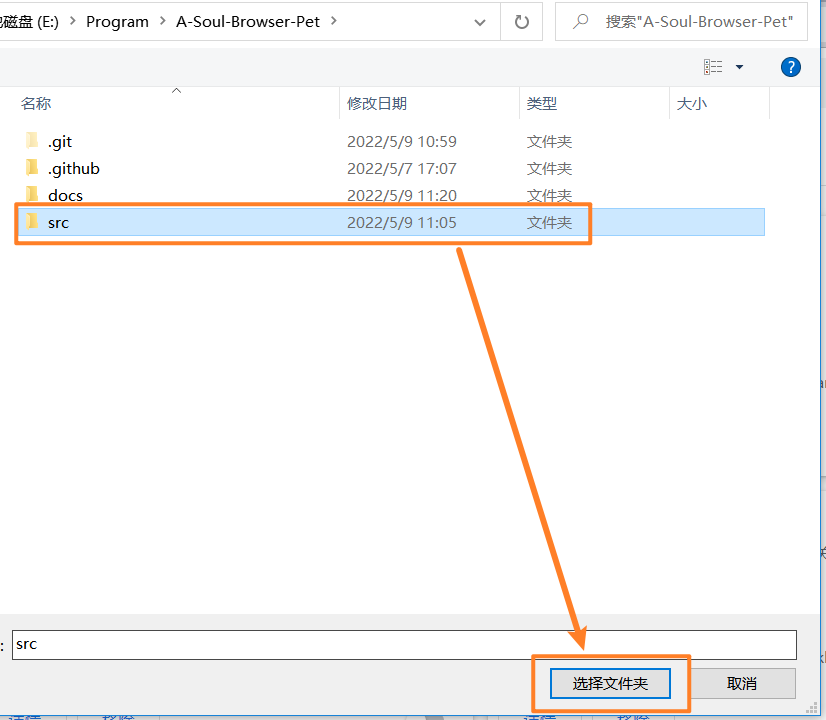 磁盘 (E:) > Program > A-Soul-Browser-Pet >
搜索"A-Soul-Browser-Pet"
?
名称 修改日期 类型 大小
.git 2022/5/9 10:59 文件夹
.github 2022/5/7 17:07 文件夹
docs 2022/5/9 11:20 文件夹
src 2022/5/9 11:05 文件夹
: src
选择文件夹 取消